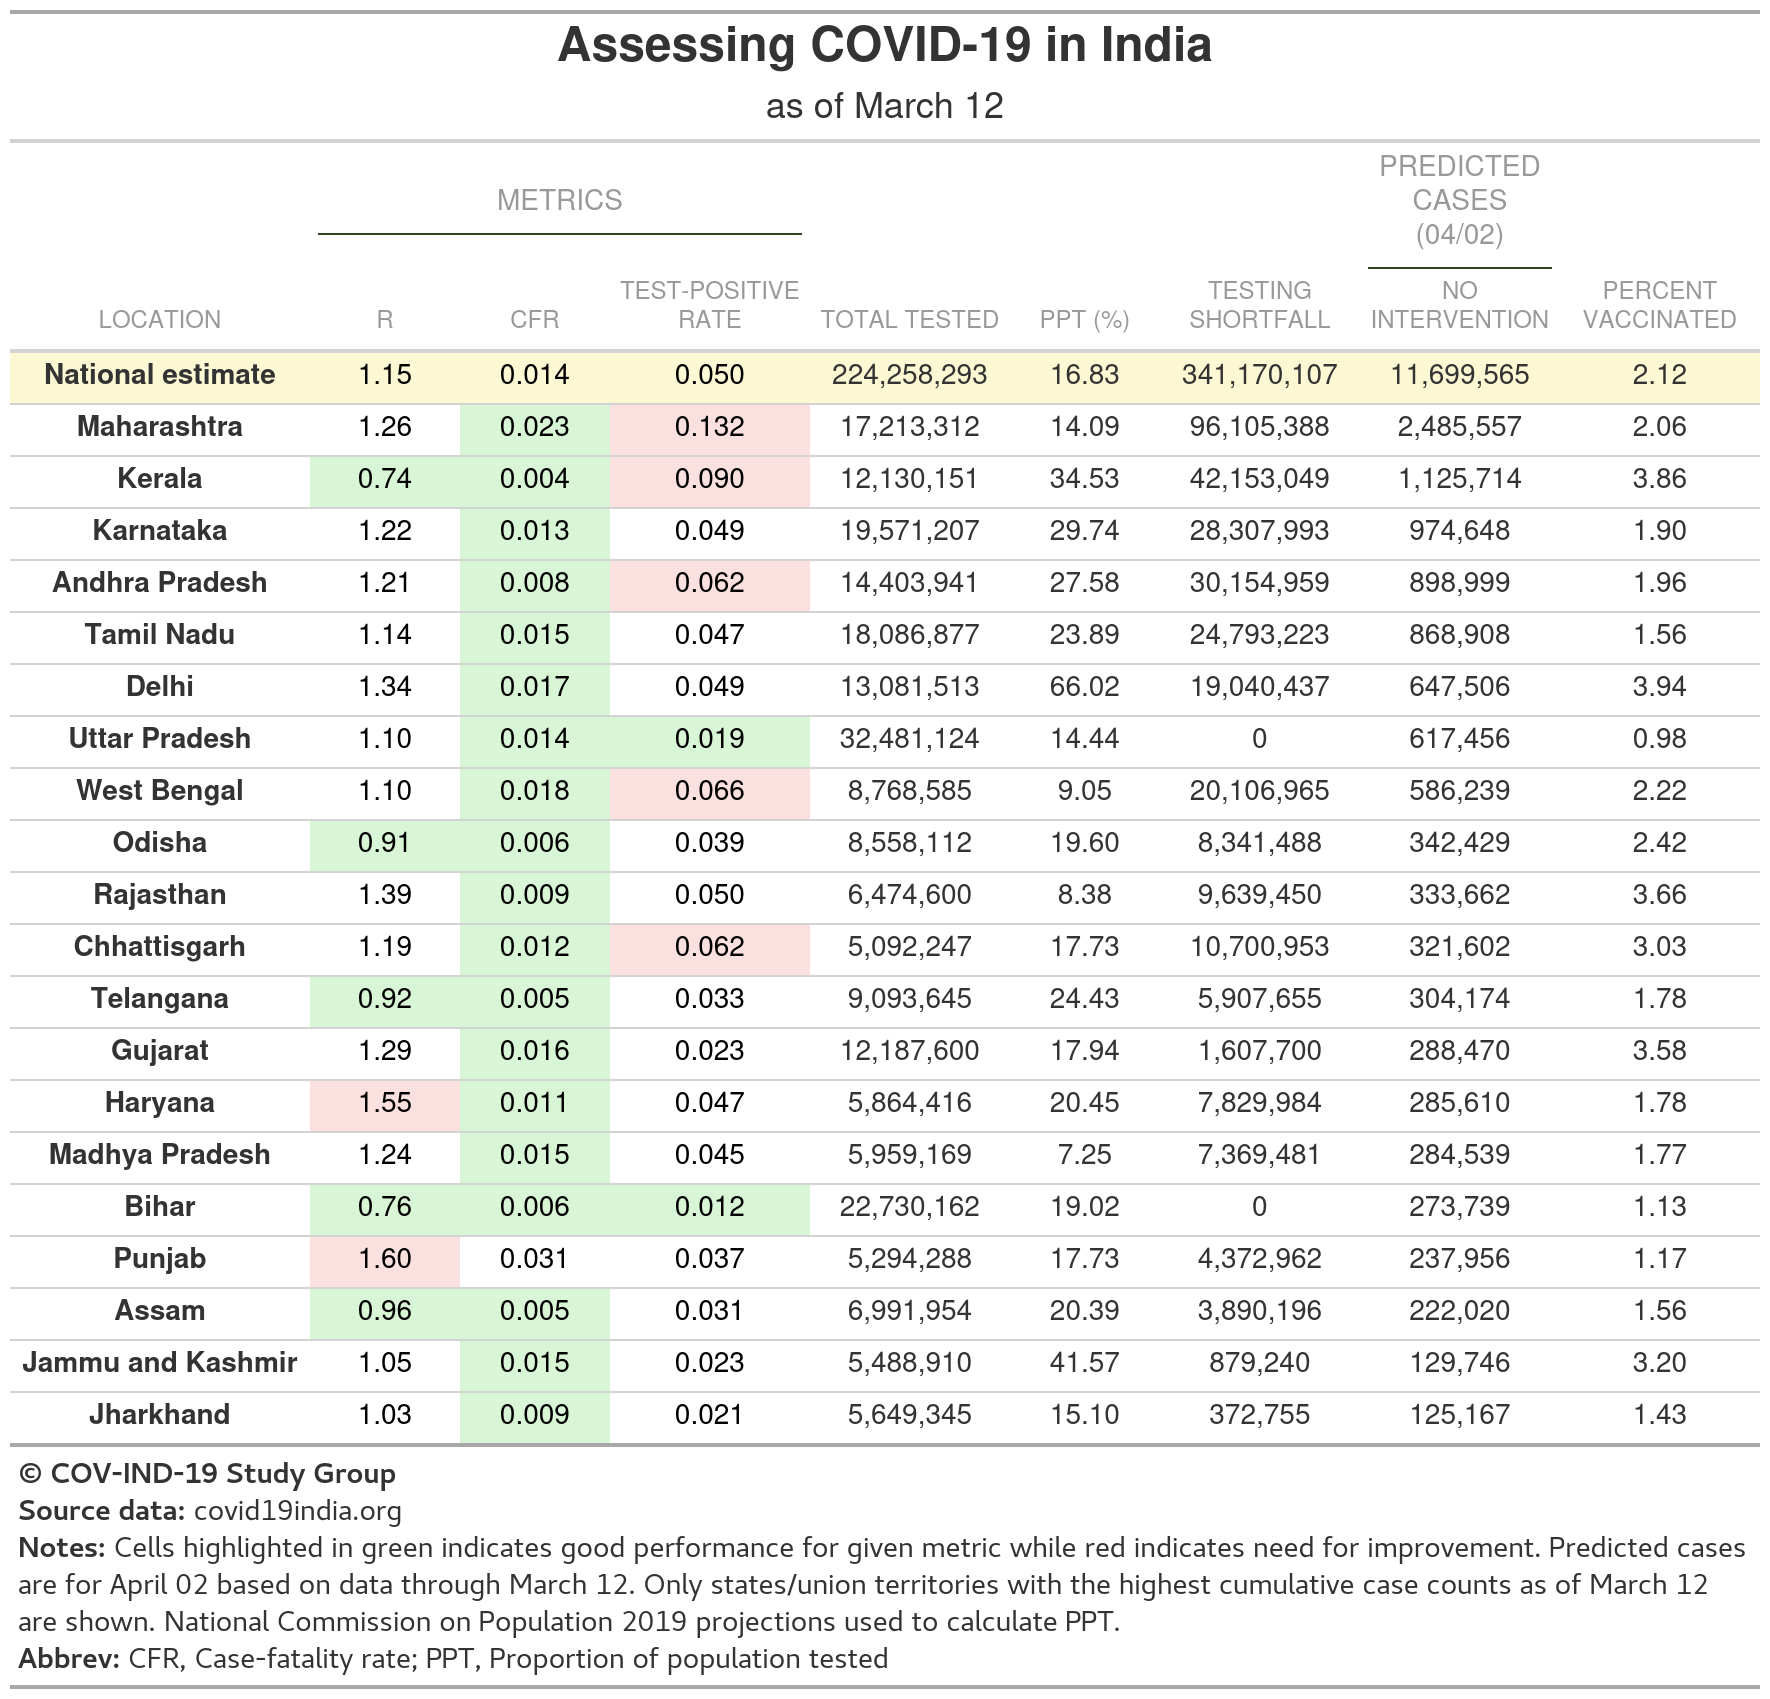 Assessing COVID-19 in India
as of March 12
METRICS
PREDICTED
CASES
(04/02)
LOCATION R CFR TEST-POSITIVE RATE TOTAL TESTED PPT (%) TESTING SHORTFALL NO INTERVENTION PERCENT VACCINATED
National estimate 1.15 0.014 0.050 224,258,293 16.83 341,170,107 11,699,565 2.12
Maharashtra 1.26 0.023 0.132 17,213,312 14.09 96,105,388 2,485,557 2.06
Kerala 0.74 0.004 0.090 12,130,151 34.53 42,153,049 1,125,714 3.86
Karnataka 1.22 0.013 0.049 19,571,207 29.74 28,307,993 974,648 1.90
Andhra Pradesh 1.21 0.008 0.062 14,403,941 27.58 30,154,959 898,999 1.96
Tamil Nadu 1.14 0.015 0.047 18,086,877 23.89 24,793,223 868,908 1.56
Delhi 1.34 0.017 0.049 13,081,513 66.02 19,040,437 647,506 3.94
Uttar Pradesh 1.10 0.014 0.019 32,481,124 14.44 0 617,456 0.98
West Bengal 1.10 0.018 0.066 8,768,585 9.05 20,106,965 586,239 2.22
Odisha 0.91 0.006 0.039 8,558,112 19.60 8,341,488 342,429 2.42
Rajasthan 1.39 0.009 0.050 6,474,600 8.38 9,639,450 333,662 3.66
Chhattisgarh 1.19 0.012 0.062 5,092,247 17.73 10,700,953 321,602 3.03
Telangana 0.92 0.005 0.033 9,093,645 24.43 5,907,655 304,174 1.78
Gujarat 1.29 0.016 0.023 12,187,600 17.94 1,607,700 288,470 3.58
Haryana 1.55 0.011 0.047 5,864,416 20.45 7,829,984 285,610 1.78
Madhya Pradesh 1.24 0.015 0.045 5,959,169 7.25 7,369,481 284,539 1.77
Bihar 0.76 0.006 0.012 22,730,162 19.02 0 273,739 1.13
Punjab 1.60 0.031 0.037 5,294,288 17.73 4,372,962 237,956 1.17
Assam 0.96 0.005 0.031 6,991,954 20.39 3,890,196 222,020 1.56
Jammu and Kashmir 1.05 0.015 0.023 5,488,910 41.57 879,240 129,746 3.20
Jharkhand 1.03 0.009 0.021 5,649,345 15.10 372,755 125,167 1.43
© COV-IND-19 Study Group
Source data: covid19india.org
Notes: Cells highlighted in green indicates good performance for given metric while red indicates need for improvement. Predicted cases
are for April 02 based on data through March 12. Only states/union territories with the highest cumulative case counts as of March 12
are shown. National Commission on Population 2019 projections used to calculate PPT.
Abbrev: CFR, Case-fatality rate; PPT, Proportion of population tested